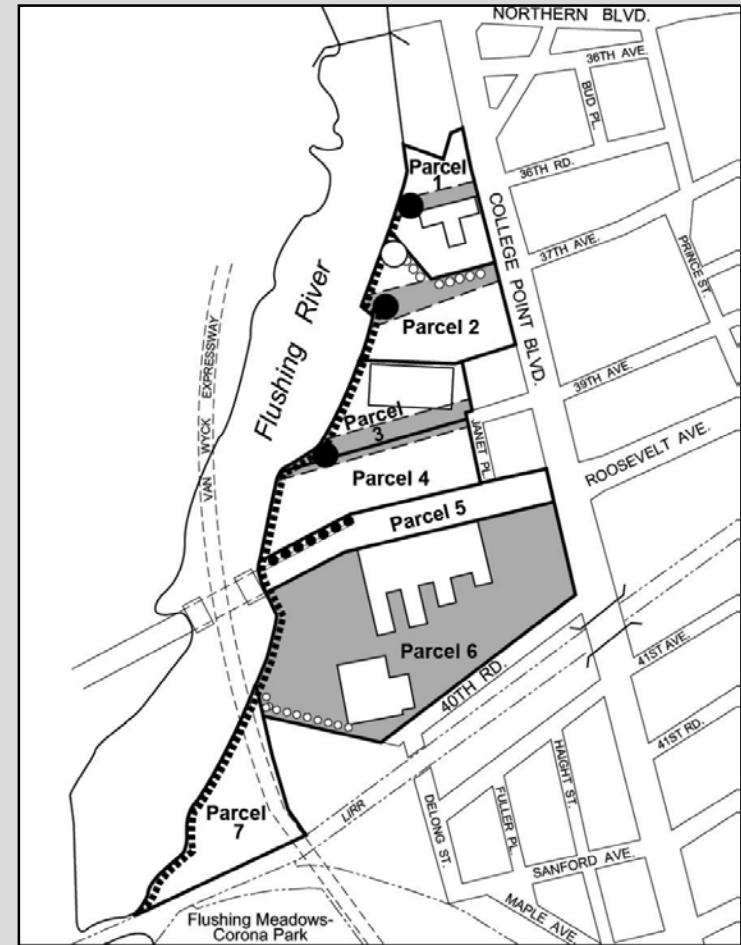 NORTHERN BLVD.
36TH AVE.
BUD PL.
Parcel
1
36TH RD.
COLLEGE POINT BLVD.
37TH AVE.
PRINCE ST.
Flushing River
VAN WYCK EXPRESSWAY
Parcel 2
39TH AVE.
Parcel
3
JANET PL.
ROOSEVELT AVE.
Parcel 4
Parcel 5
Parcel 6
40TH RD.
41ST AVE.
41ST RD.
HAIGHT ST.
FULLER PL.
DELONG ST.
LIRR
Parcel
7
SANFORD AVE.
MAPLE AVE.
Flushing Meadows-
Corona Park